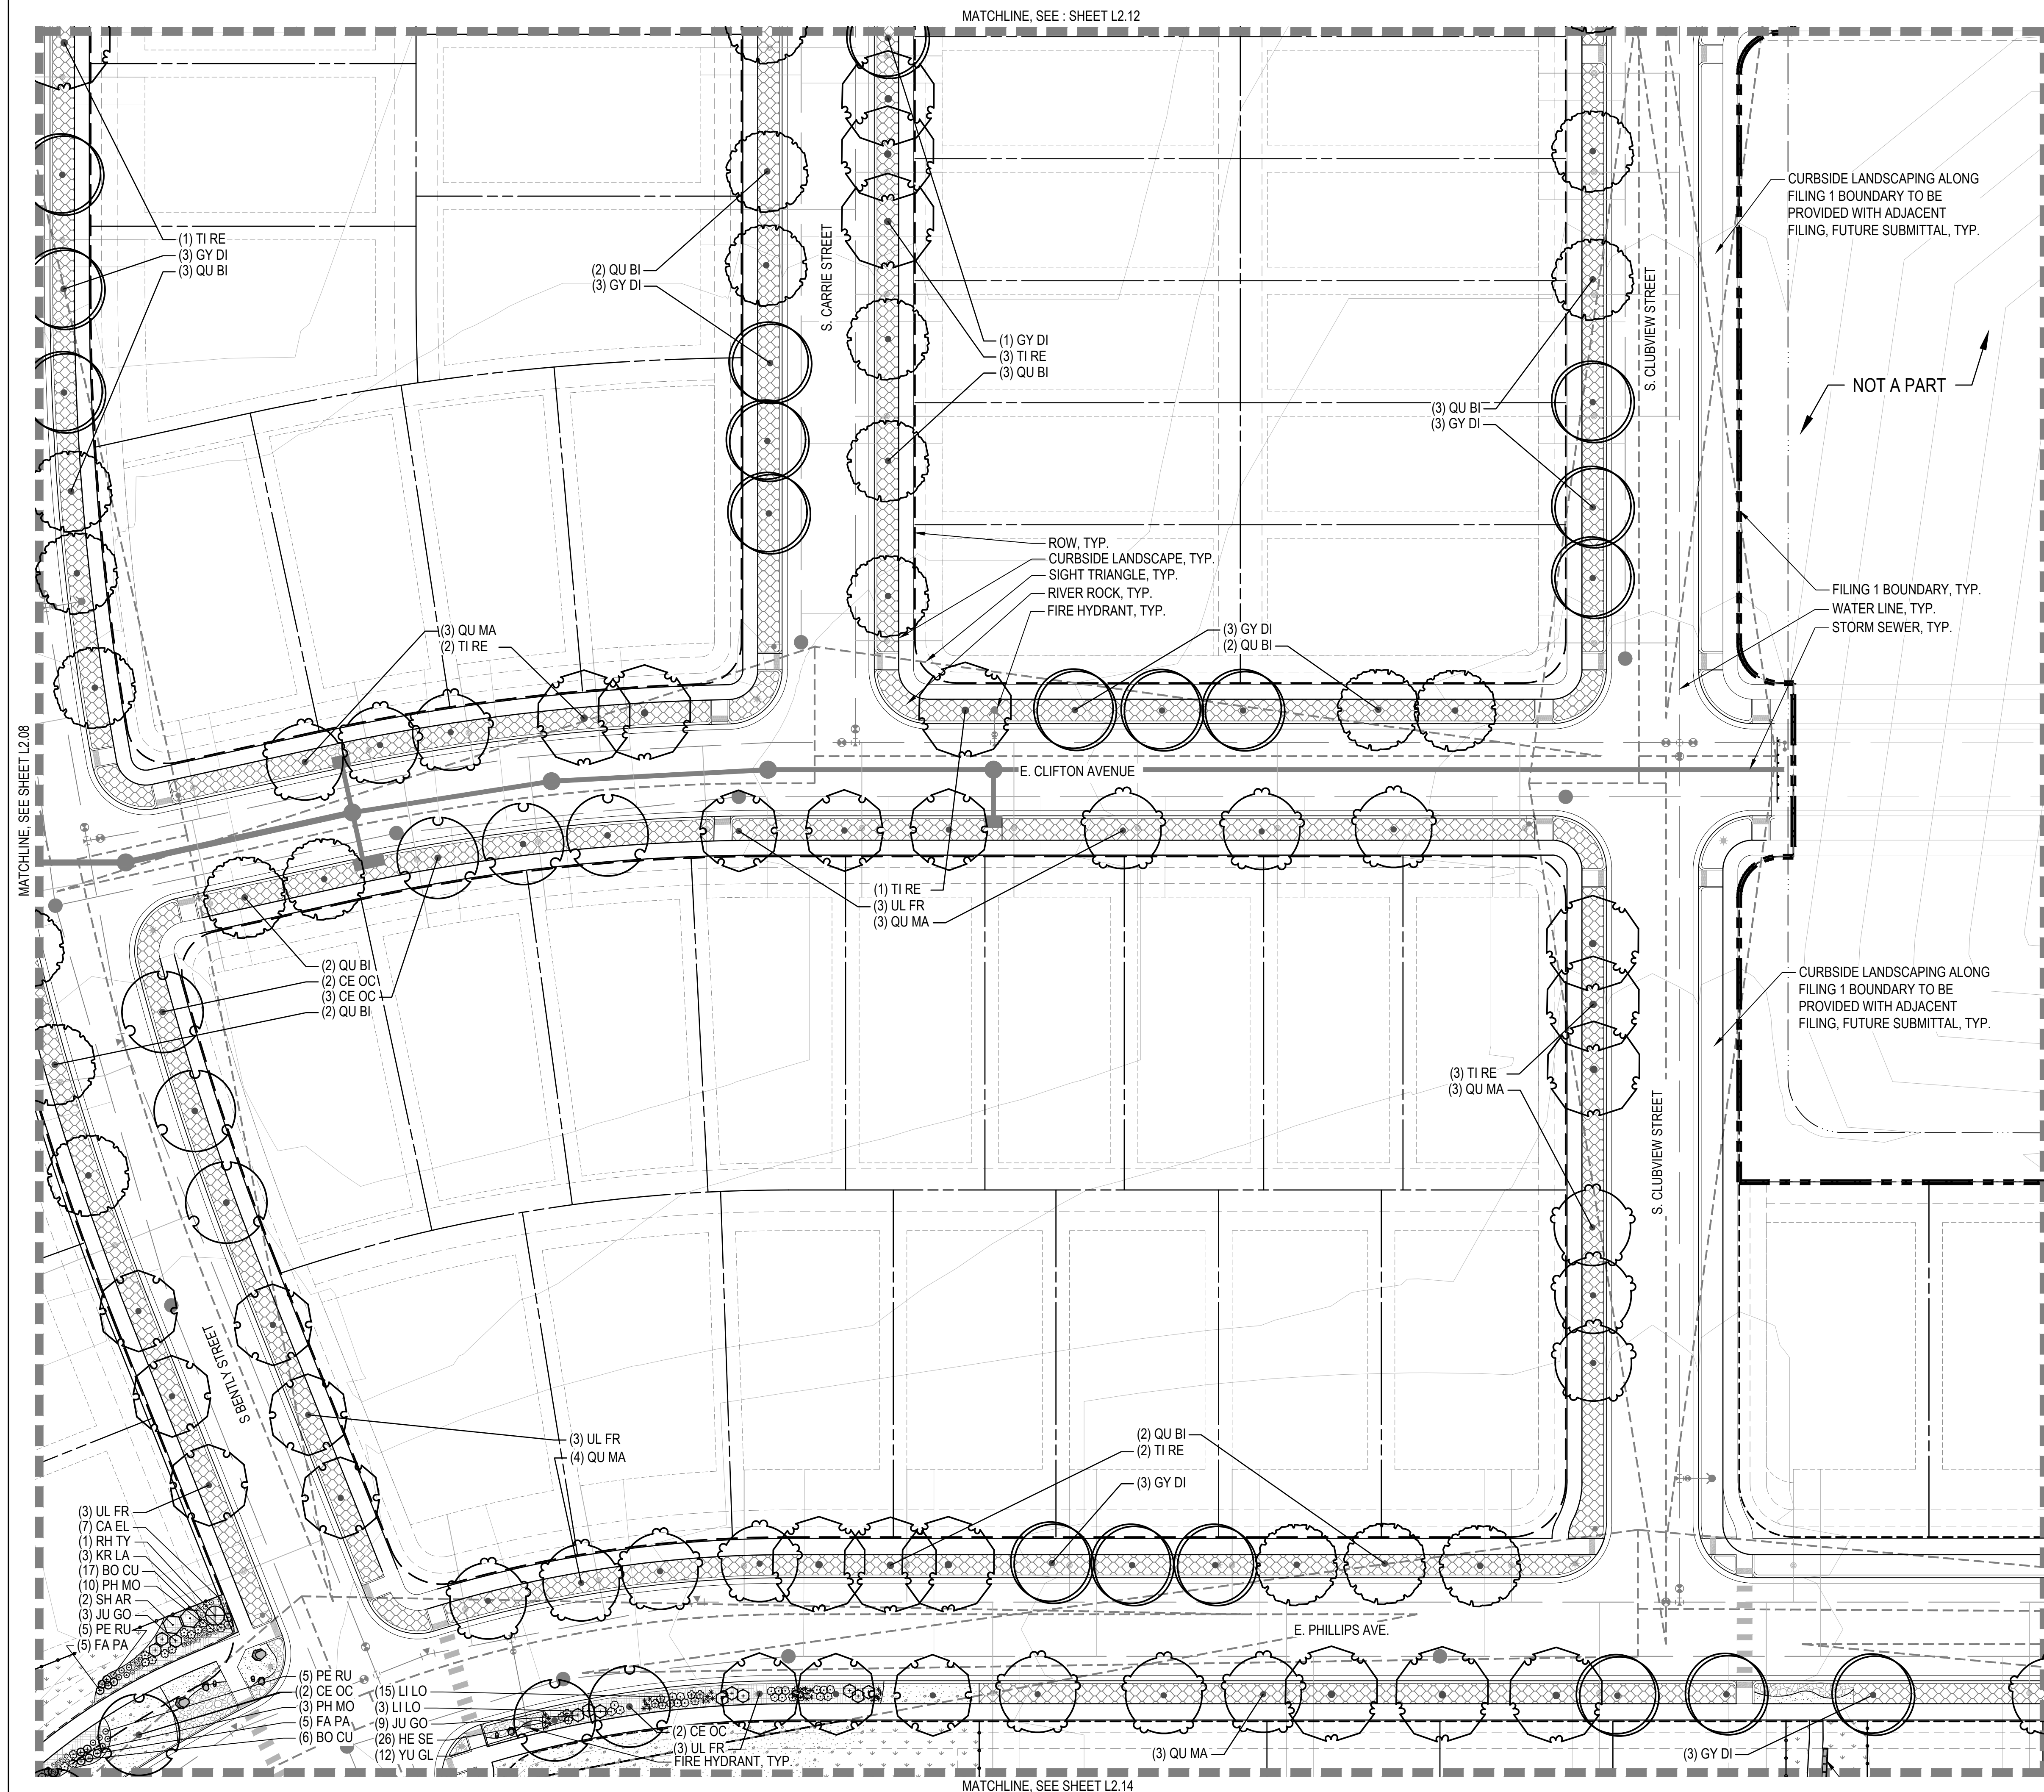 MATCHLINE, SEE : SHEET L2.12
CURBSIDE LANDSCAPING ALONG
FILING 1 BOUNDARY TO BE
PROVIDED WITH ADJACENT
FILING, FUTURE SUBMITTAL, TYP.
(1) TI RE
(3) GY DI
(3) QU BI
(2) QU BI
(3) GY DI
S. CARRIE STREET
(1) GY DI
(3) TI RE
(3) QU BI
S. CLUBVIEW STREET
NOT A PART
(3) QU BI
(3) GY DI
ROW, TYP.
CURBSIDE LANDSCAPE, TYP.
SIGHT TRIANGLE, TYP.
RIVER ROCK, TYP.
FIRE HYDRANT, TYP.
FILING 1 BOUNDARY, TYP.
WATER LINE, TYP.
STORM SEWER, TYP.
(3) QU MA
(2) TI RE
(3) GY DI
(2) QU BI
MATCHLINE, SEE SHEET L2.08
E. CLIFTON AVENUE
(1) TI RE
(3) UL FR
(3) QU MA
(2) QU BI
(2) CE OC
(3) CE OC
(2) QU BI
CURBSIDE LANDSCAPING ALONG
FILING 1 BOUNDARY TO BE
PROVIDED WITH ADJACENT
FILING, FUTURE SUBMITTAL, TYP.
(3) TI RE
(3) QU MA
S. CLUBVIEW STREET
S BENTLY STREET
(3) UL FR
(4) QU MA
(2) QU BI
(2) TI RE
(3) GY DI
(3) UL FR
(7) CA EL
(1) RH TY
(3) KR LA
(17) BO CU
(10) PH MO
(2) SH AR
(3) JU GO
(5) PE RU
(5) FA PA
E. PHILLIPS AVE.
(5) PE RU
(2) CE OC
(3) PH MO
(5) FA PA
(6) BO CU
(15) LI LO
(3) LI LO
(9) JU GO
(26) HE SE
(12) YU GL
(2) CE OC
(3) UL FR
FIRE HYDRANT, TYP.
(3) QU MA
(3) GY DI
MATCHLINE, SEE SHEET L2.14